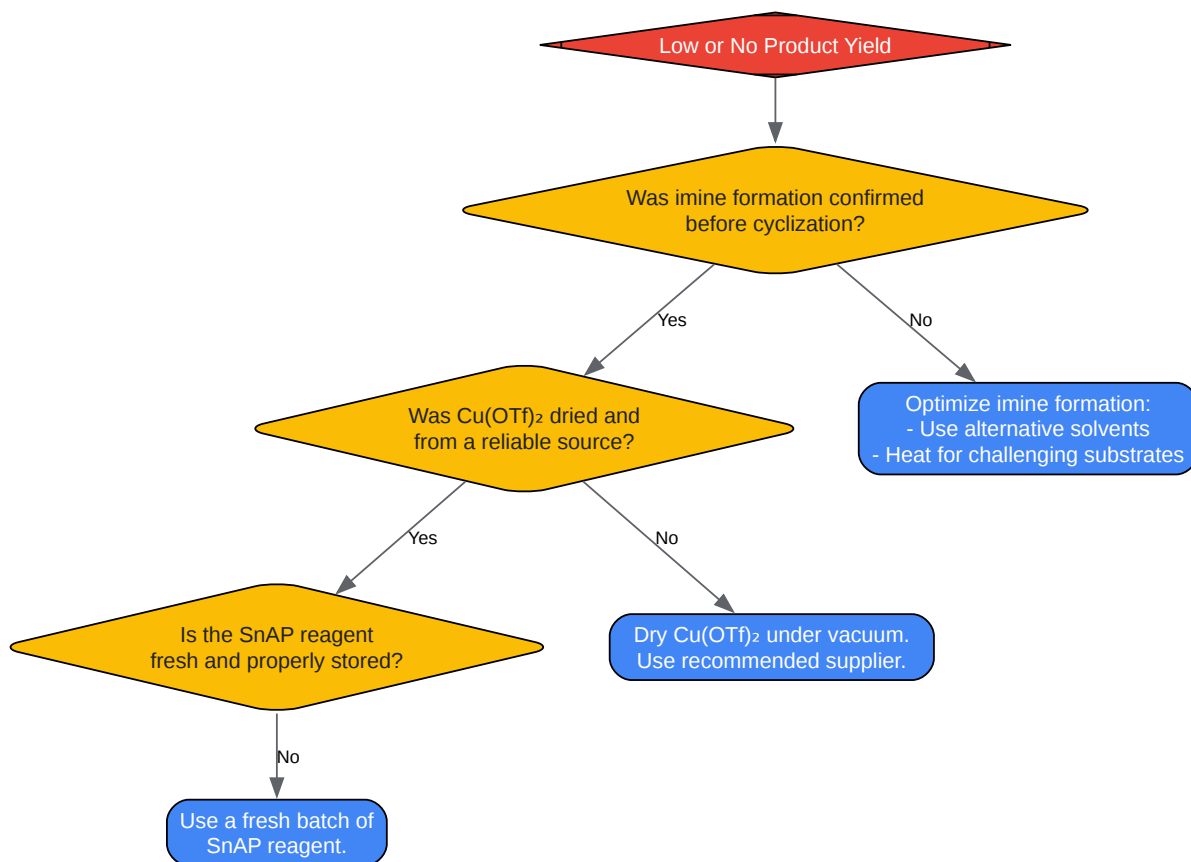 Low or No Product Yield
Was imine formation confirmed
before cyclization?
Yes
No
Was Cu(OTf)₂ dried and
from a reliable source?
Optimize imine formation:
- Use alternative solvents
- Heat for challenging substrates
Yes
No
Is the SnAP reagent
fresh and properly stored?
Dry Cu(OTf)₂ under vacuum.
Use recommended supplier.
No
Use a fresh batch of
SnAP reagent.